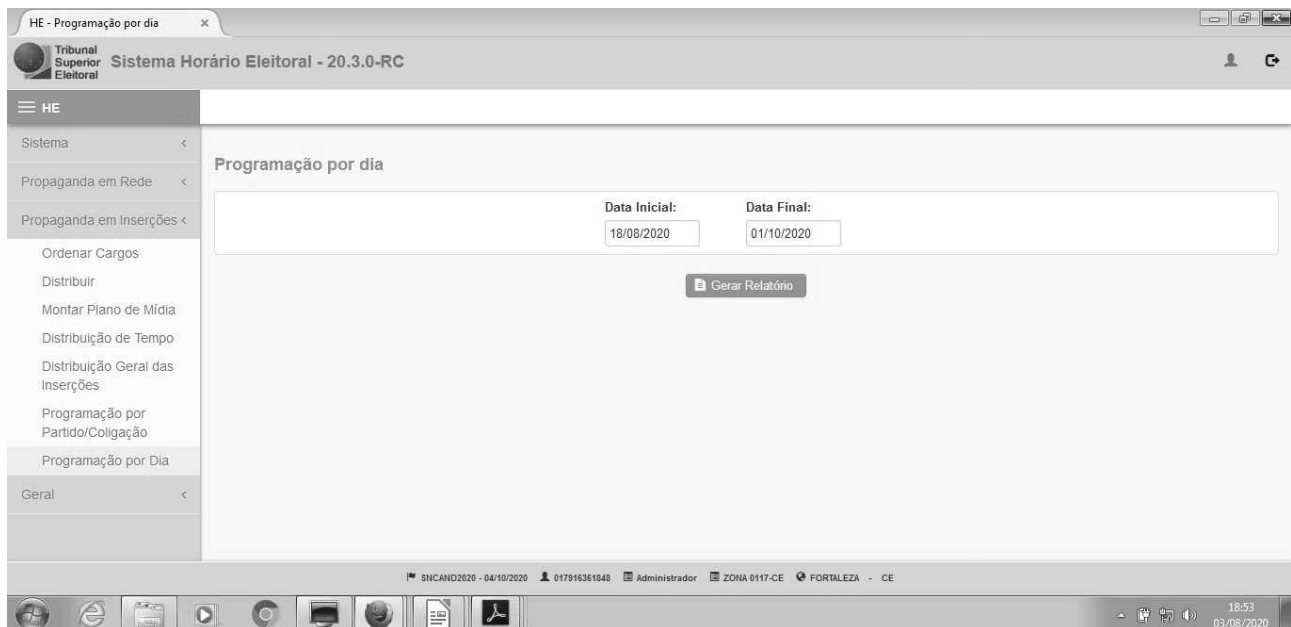 HE - Programação por dia
Tribunal
Superior
Eleitoral
Sistema Horário Eleitoral - 20.3.0-RC
HE
Sistema
Propaganda em Rede
Propaganda em Inserções
Ordenar Cargos
Distribuir
Montar Plano de Mídia
Distribuição de Tempo
Distribuição Geral das
Inserções
Programação por
Partido/Coligação
Programação por Dia
Geral
Programação por dia
Data Inicial:
Data Final:
18/08/2020
01/10/2020
Gerar Relatório
SNCAND2020 - 04/10/2020 017916361848 Administrador ZONA 0117-CE FORTALEZA - CE
18:53
03/08/2020